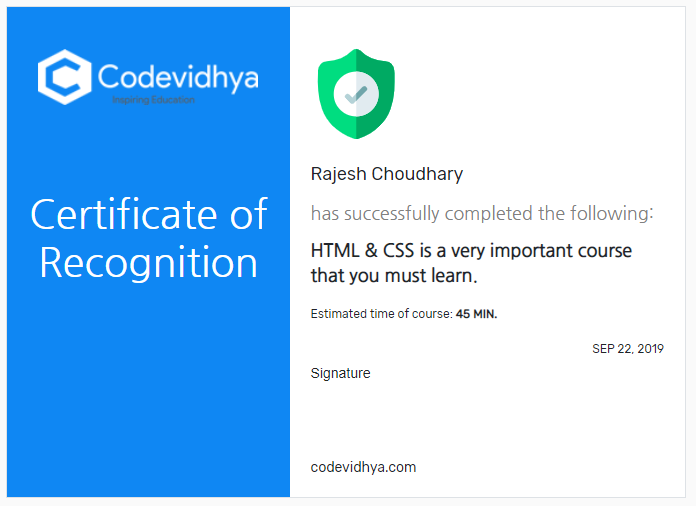 Codevidhya
Inspiring Education
Certificate of
Recognition
Rajesh Choudhary
has successfully completed the following:
HTML & CSS is a very important course
that you must learn.
Estimated time of course: 45 MIN.
SEP 22, 2019
Signature
codevidhya.com